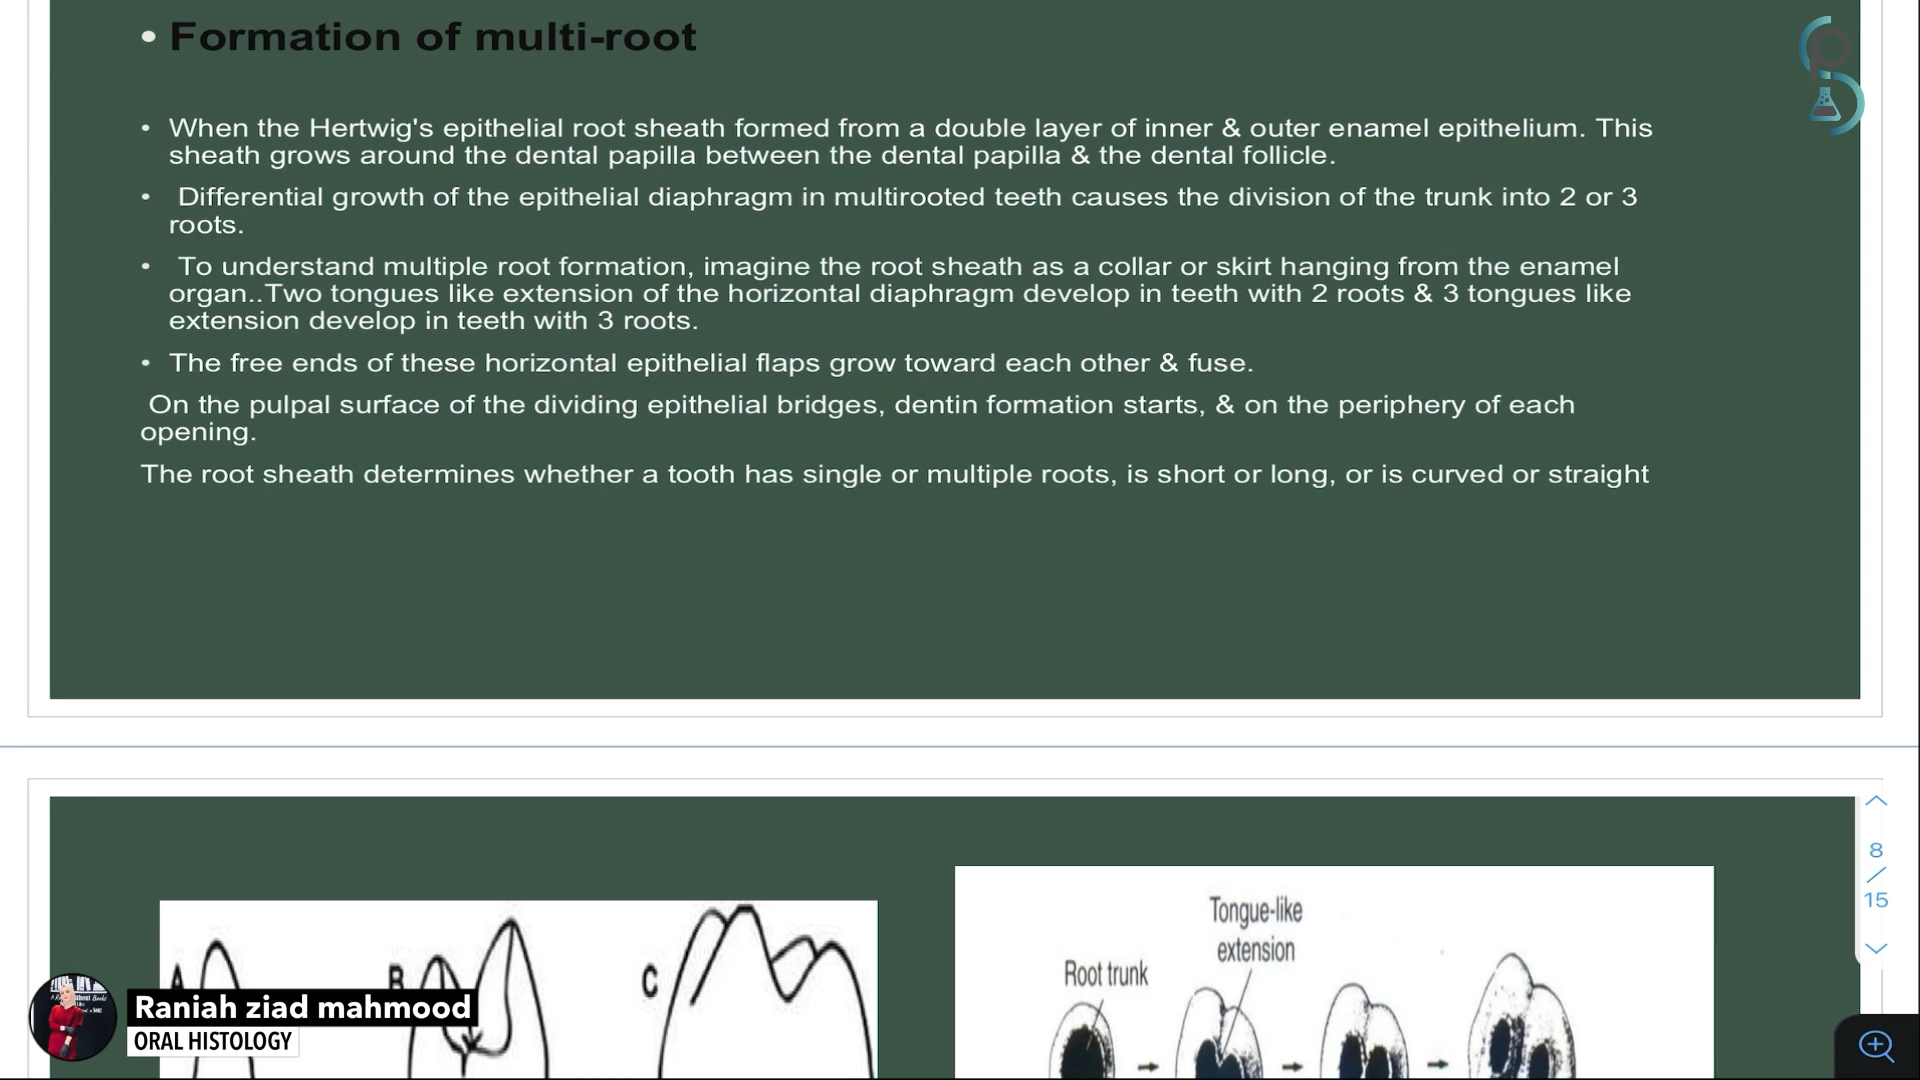 • Formation of multi-root
• When the Hertwig's epithelial root sheath formed from a double layer of inner & outer enamel epithelium. This
sheath grows around the dental papilla between the dental papilla & the dental follicle.
• Differential growth of the epithelial diaphragm in multirooted teeth causes the division of the trunk into 2 or 3
roots.
• To understand multiple root formation, imagine the root sheath as a collar or skirt hanging from the enamel
organ..Two tongues like extension of the horizontal diaphragm develop in teeth with 2 roots & 3 tongues like
extension develop in teeth with 3 roots.
• The free ends of these horizontal epithelial flaps grow toward each other & fuse.
On the pulpal surface of the dividing epithelial bridges, dentin formation starts, & on the periphery of each
opening.
The root sheath determines whether a tooth has single or multiple roots, is short or long, or is curved or straight
8
/
15
A
B
C
Tongue-like
extension
Root trunk
Raniah ziad mahmood
ORAL HISTOLOGY